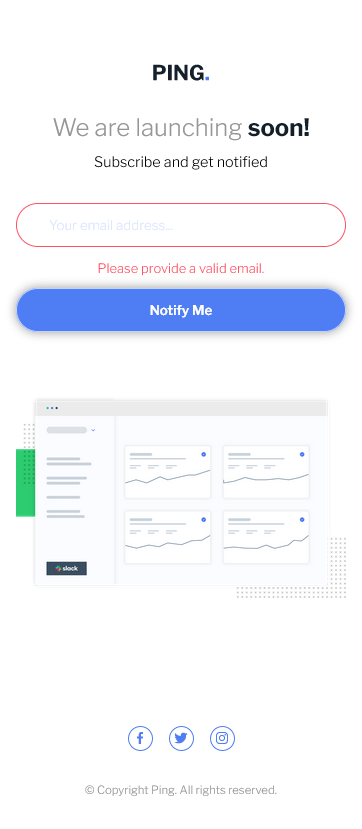 PING.
We are launching soon!
Subscribe and get notified
Your email address...
Please provide a valid email.
Notify Me
slack
© Copyright Ping. All rights reserved.